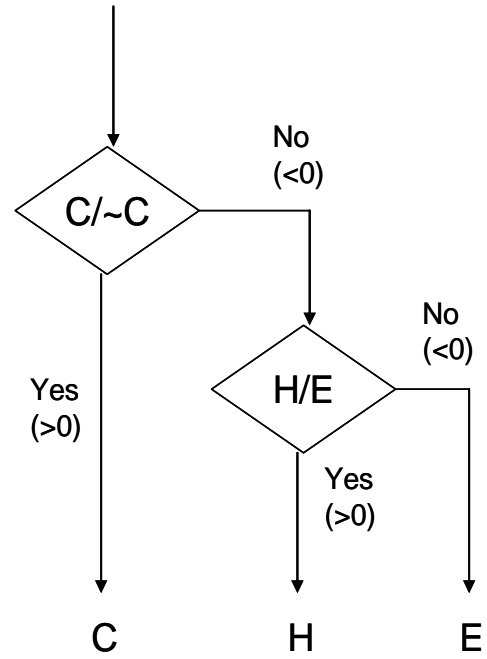 No
(<0)
C/~C
No
(<0)
Yes
(>0)
H/E
Yes
(>0)
C
H
E